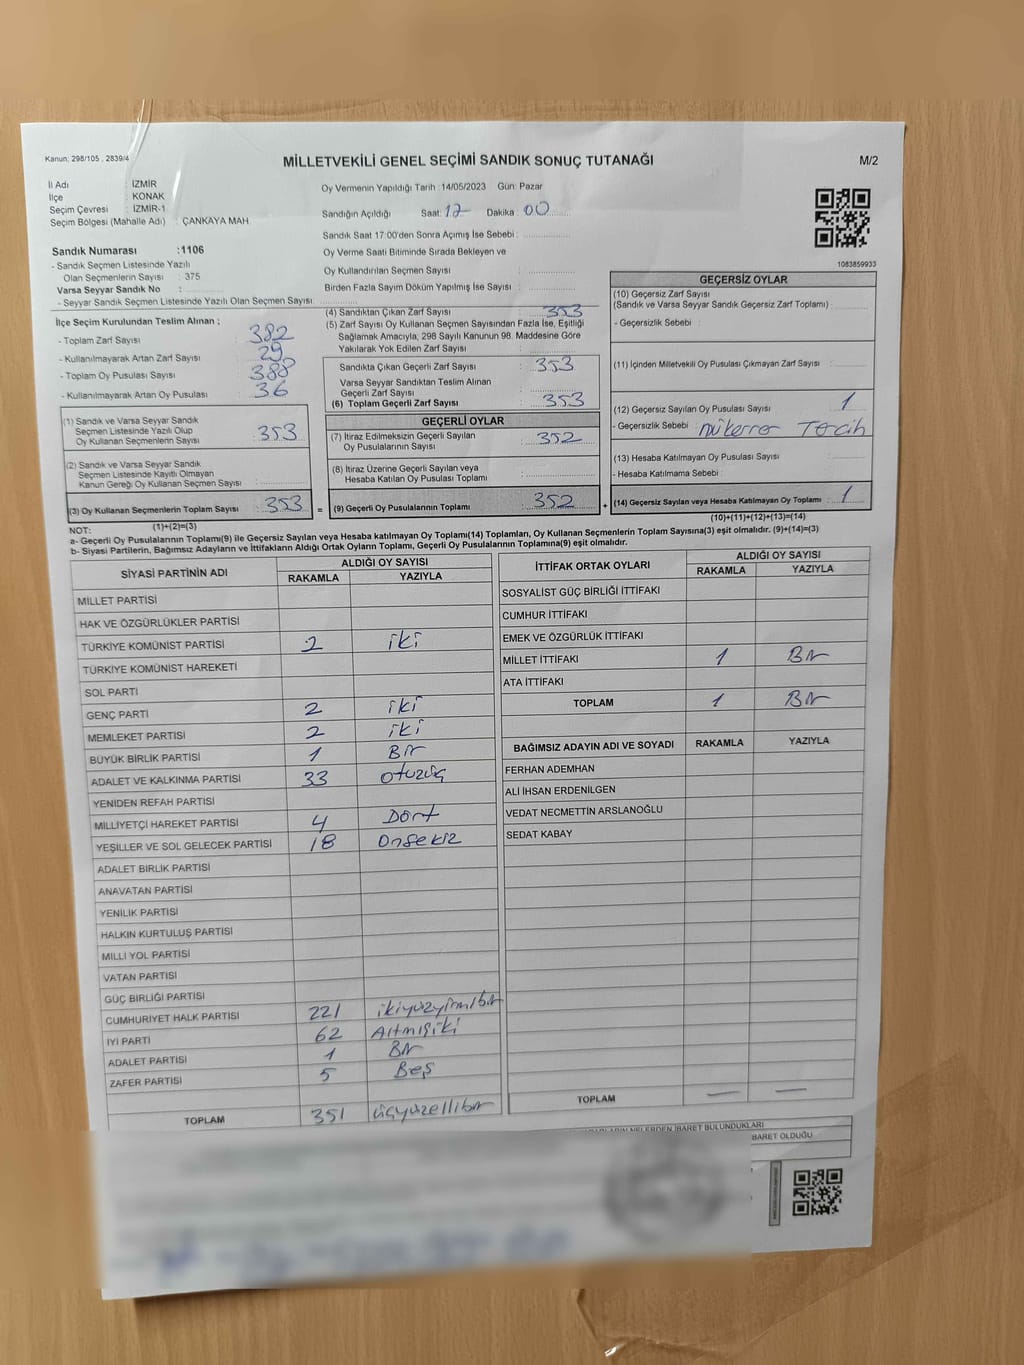 Kanun: 298/105 , 2839/4
MİLLETVEKİLİ GENEL SEÇİMİ SANDIK SONUÇ TUTANAĞI
M/2
İl Adı : İZMİR
İlçe : KONAK
Seçim Çevresi : İZMİR-1
Seçim Bölgesi (Mahalle Adı) : ÇANKAYA MAH.
Sandık Numarası :1106
- Sandık Seçmen Listesinde Yazılı
Olan Seçmenlerin Sayısı : 375
Varsa Seyyar Sandık No :
- Seyyar Sandık Seçmen Listesinde Yazılı Olan Seçmen Sayısı :
Oy Vermenin Yapıldığı Tarih :14/05/2023 Gün: Pazar
Sandığın Açıldığı Saat: 17 Dakika : 00
Sandık Saat 17:00'den Sonra Açımış İse Sebebi :
Oy Verme Saati Bitiminde Sırada Bekleyen ve
Oy Kullandırılan Seçmen Sayısı :
Birden Fazla Sayım Döküm Yapılmış İse Sayısı :
1083859933
İlçe Seçim Kurulundan Teslim Alınan ;
- Toplam Zarf Sayısı : 382
- Kullanılmayarak Artan Zarf Sayısı : 29
- Toplam Oy Pusulası Sayısı : 388
- Kullanılmayarak Artan Oy Pusulası : 36
(1) Sandık ve Varsa Seyyar Sandık
Seçmen Listesinde Yazılı Olup
Oy Kullanan Seçmenlerin Sayısı : 353
(2) Sandık ve Varsa Seyyar Sandık
Seçmen Listesinde Kayıtlı Olmayan
Kanun Gereği Oy Kullanan Seçmen Sayısı :
(3) Oy Kullanan Seçmenlerin Toplam Sayısı : 353
(1)+(2)=(3)
(4) Sandıktan Çıkan Zarf Sayısı : 353
(5) Zarf Sayısı Oy Kullanan Seçmen Sayısından Fazla İse, Eşitliği
Sağlamak Amacıyla, 298 Sayılı Kanunun 98. Maddesine Göre
Yakılarak Yok Edilen Zarf Sayısı :
Sandıkta Çıkan Geçerli Zarf Sayısı : 353
Varsa Seyyar Sandıktan Teslim Alınan
Geçerli Zarf Sayısı :
(6) Toplam Geçerli Zarf Sayısı : 353
GEÇERLİ OYLAR
(7) İtiraz Edilmeksizin Geçerli Sayılan
Oy Pusulalarının Sayısı : 352
(8) İtiraz Üzerine Geçerli Sayılan veya
Hesaba Katılan Oy Pusulası Toplamı :
= (9) Geçerli Oy Pusulalarının Toplamı : 352 +
GEÇERSİZ OYLAR
(10) Geçersiz Zarf Sayısı
(Sandık ve Varsa Seyyar Sandık Geçersiz Zarf Toplamı) :
- Geçersizlik Sebebi :
(11) İçinden Milletvekili Oy Pusulası Çıkmayan Zarf Sayısı :
(12) Geçersiz Sayılan Oy Pusulası Sayısı : 1
- Geçersizlik Sebebi : mükerrer Tercih
(13) Hesaba Katılmayan Oy Pusulası Sayısı :
- Hesaba Katılmama Sebebi :
(14) Geçersiz Sayılan veya Hesaba Katılmayan Oy Toplamı : 1
(10)+(11)+(12)+(13)=(14)
NOT:
a- Geçerli Oy Pusulalarının Toplamı(9) ile Geçersiz Sayılan veya Hesaba katılmayan Oy Toplamı(14) Toplamları, Oy Kullanan Seçmenlerin Toplam Sayısına(3) eşit olmalıdır. (9)+(14)=(3)
b- Siyasi Partilerin, Bağımsız Adayların ve İttifakların Aldığı Ortak Oyların Toplamı, Geçerli Oy Pusulalarının Toplamına(9) eşit olmalıdır.
SİYASİ PARTİNİN ADI ALDIĞI OY SAYISI
RAKAMLA YAZIYLA
MİLLET PARTİSİ
HAK VE ÖZGÜRLÜKLER PARTİSİ
TÜRKİYE KOMÜNİST PARTİSİ 2 iki
TÜRKİYE KOMÜNİST HAREKETİ
SOL PARTİ
GENÇ PARTİ 2 iki
MEMLEKET PARTİSİ 2 iki
BÜYÜK BİRLİK PARTİSİ 1 Bir
ADALET VE KALKINMA PARTİSİ 33 otuzüç
YENİDEN REFAH PARTİSİ
MİLLİYETÇİ HAREKET PARTİSİ 4 Dört
YEŞİLLER VE SOL GELECEK PARTİSİ 18 Onsekiz
ADALET BİRLİK PARTİSİ
ANAVATAN PARTİSİ
YENİLİK PARTİSİ
HALKIN KURTULUŞ PARTİSİ
MİLLİ YOL PARTİSİ
VATAN PARTİSİ
GÜÇ BİRLİĞİ PARTİSİ
CUMHURİYET HALK PARTİSİ 221 ikiyüzyirmibir
İYİ PARTİ 62 Altmışiki
ADALET PARTİSİ 1 Bir
ZAFER PARTİSİ 5 Beş
TOPLAM 351 üçyüzellibir
İTTİFAK ORTAK OYLARI ALDIĞI OY SAYISI
RAKAMLA YAZIYLA
SOSYALİST GÜÇ BİRLİĞİ İTTİFAKI
CUMHUR İTTİFAKI
EMEK VE ÖZGÜRLÜK İTTİFAKI
MİLLET İTTİFAKI 1 Bir
ATA İTTİFAKI
TOPLAM 1 Bir
BAĞIMSIZ ADAYIN ADI VE SOYADI RAKAMLA YAZIYLA
FERHAN ADEMHAN
ALİ İHSAN ERDENİLGEN
VEDAT NECMETTİN ARSLANOĞLU
SEDAT KABAY
TOPLAM — —
NELERDEN İBARET BULUNDUKLARI
İBARET OLDUĞU